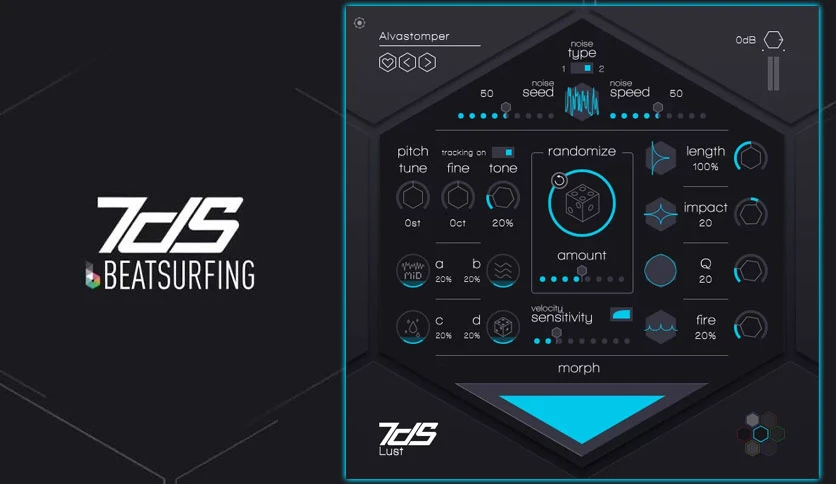 7dS
BEATSURFING
Alvastomper
0dB
noise
type
1 2
50 noise seed
noise speed 50
pitch tune
tracking on
fine
tone
0st 0ct 20%
randomize
amount
length
100%
impact
20
Q
20
fire
20%
MiD
a b
20% 20%
c d
20% 20%
velocity
sensitivity
morph
7dS
Lust